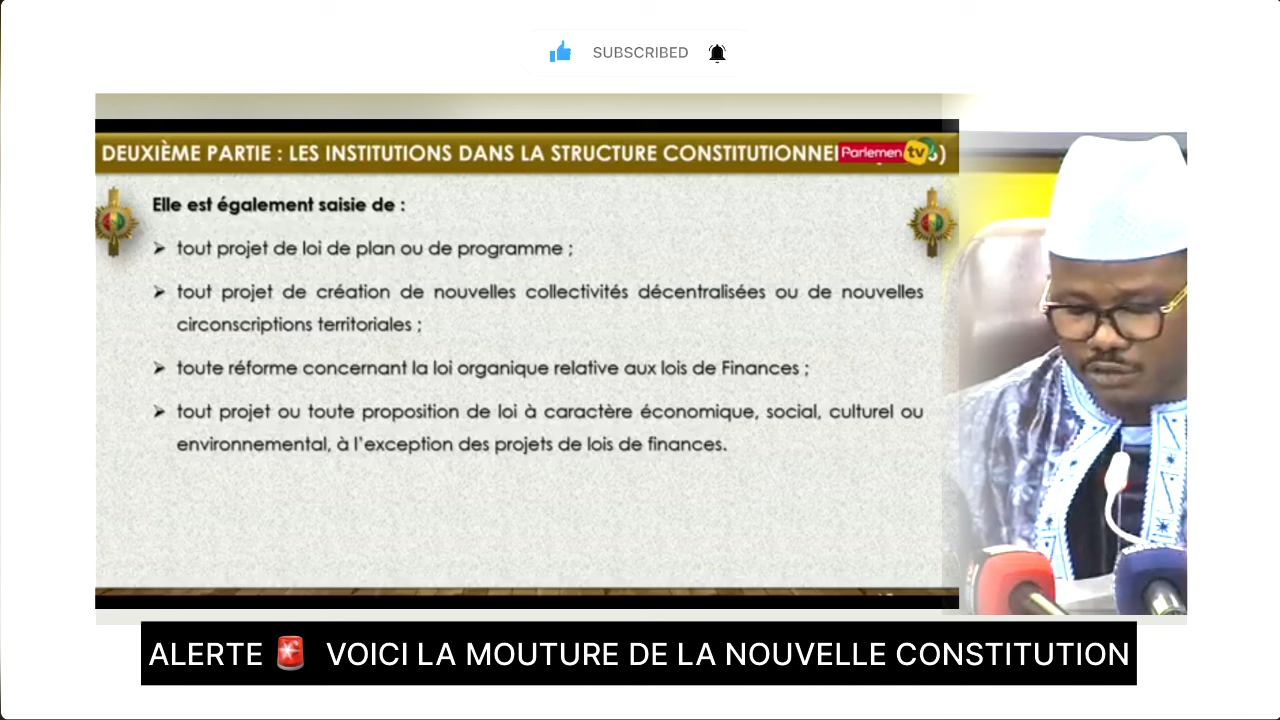 SUBSCRIBED
DEUXIÈME PARTIE : LES INSTITUTIONS DANS LA STRUCTURE CONSTITUTIONNE
Parlemen tv
Elle est également saisie de :
➤ tout projet de loi de plan ou de programme ;
➤ tout projet de création de nouvelles collectivités décentralisées ou de nouvelles
circonscriptions territoriales ;
➤ toute réforme concernant la loi organique relative aux lois de Finances ;
➤ tout projet ou toute proposition de loi à caractère économique, social, culturel ou
environnemental, à l'exception des projets de lois de finances.
ALERTE 🚨 VOICI LA MOUTURE DE LA NOUVELLE CONSTITUTION